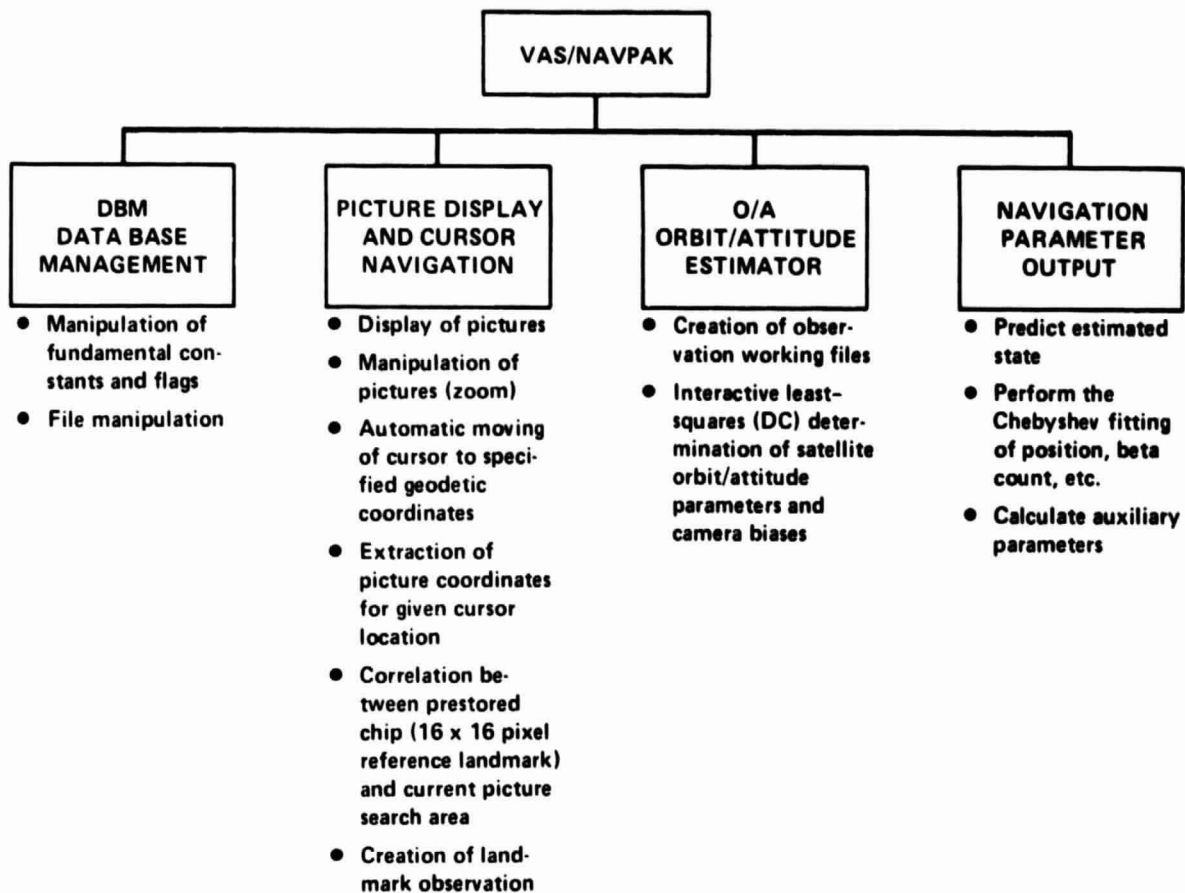 VAS/NAVPAK
DBM
DATA BASE
MANAGEMENT
● Manipulation of
fundamental con-
stants and flags
● File manipulation
PICTURE DISPLAY
AND CURSOR
NAVIGATION
● Display of pictures
● Manipulation of
pictures (zoom)
● Automatic moving
of cursor to speci-
fied geodetic
coordinates
● Extraction of
picture coordinates
for given cursor
location
● Correlation be-
tween prestored
chip (16 x 16 pixel
reference landmark)
and current picture
search area
● Creation of land-
mark observation
O/A
ORBIT/ATTITUDE
ESTIMATOR
● Creation of obser-
vation working files
● Interactive least-
squares (DC) deter-
mination of satellite
orbit/attitude
parameters and
camera biases
NAVIGATION
PARAMETER
OUTPUT
● Predict estimated
state
● Perform the
Chebyshev fitting
of position, beta
count, etc.
● Calculate auxiliary
parameters